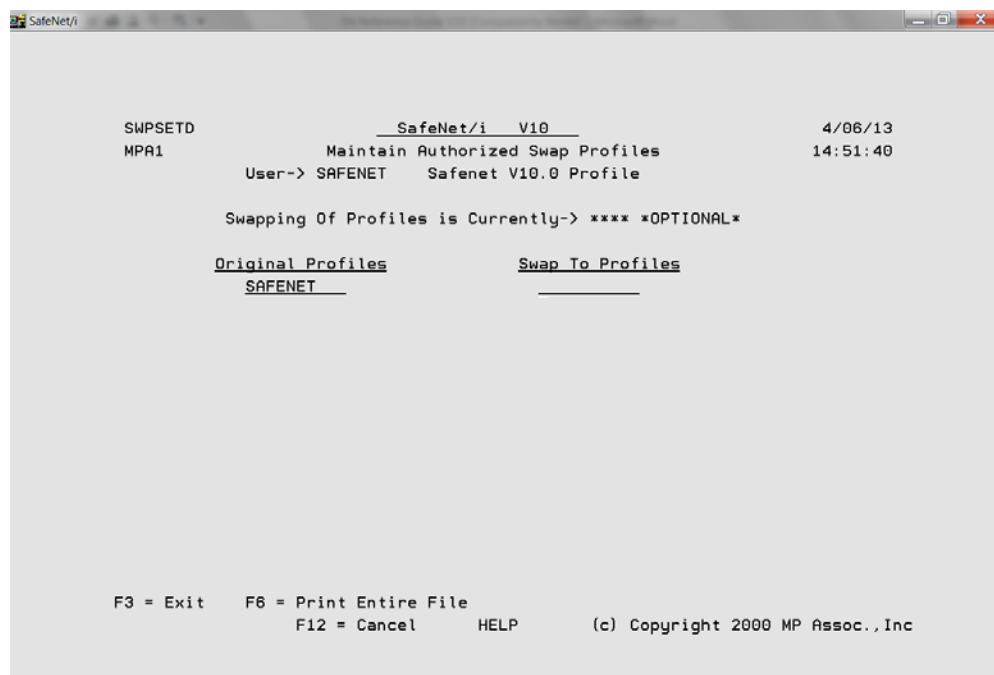 SafeNet/i
SWPSETD SafeNet/i V10 4/06/13
MPA1 Maintain Authorized Swap Profiles 14:51:40
User-> SAFENET Safenet V10.0 Profile
Swapping Of Profiles is Currently-> **** *OPTIONAL*
Original Profiles Swap To Profiles
SAFENET
F3 = Exit F6 = Print Entire File
F12 = Cancel HELP (c) Copyright 2000 MP Assoc.,Inc